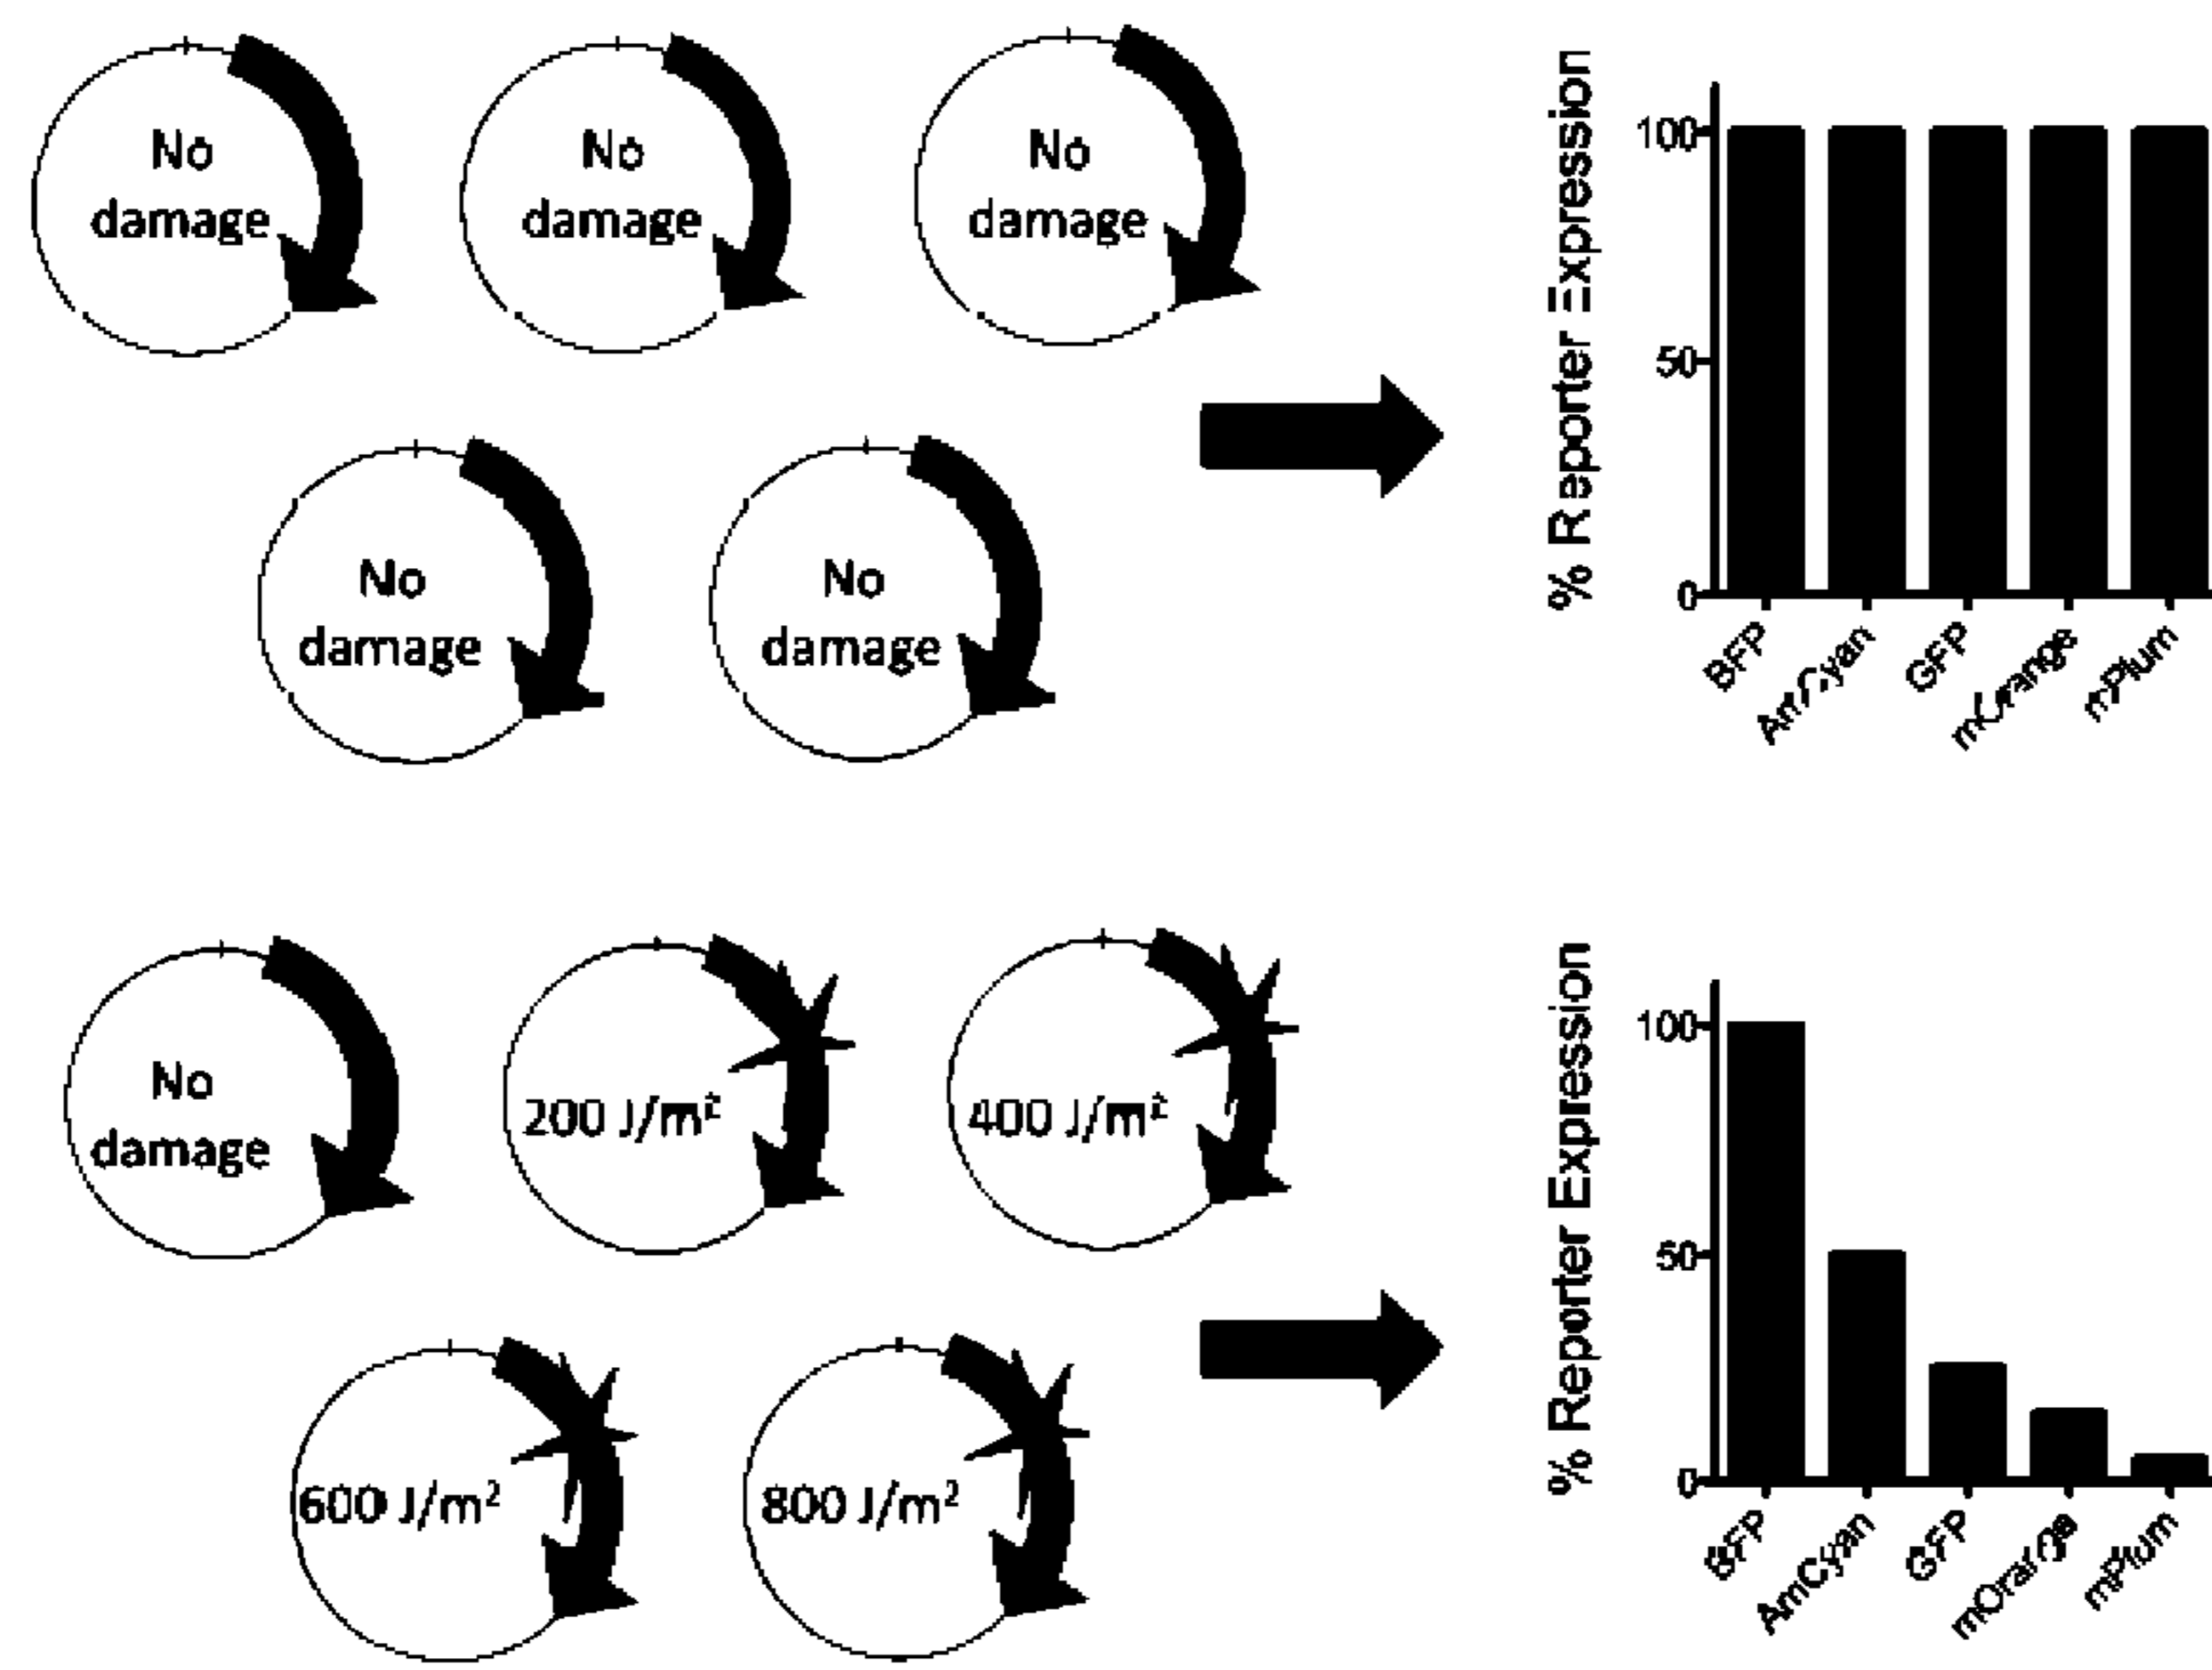 No
damage
No
damage
No
damage
No
damage
No
damage
% Reporter Expression
100
50
0
BFP
AmCyan
GFP
mOrange
mPlum
No
damage
200 J/m²
400 J/m²
600 J/m²
800 J/m²
% Reporter Expression
100
50
0
BFP
AmCyan
GFP
mOrange
mPlum